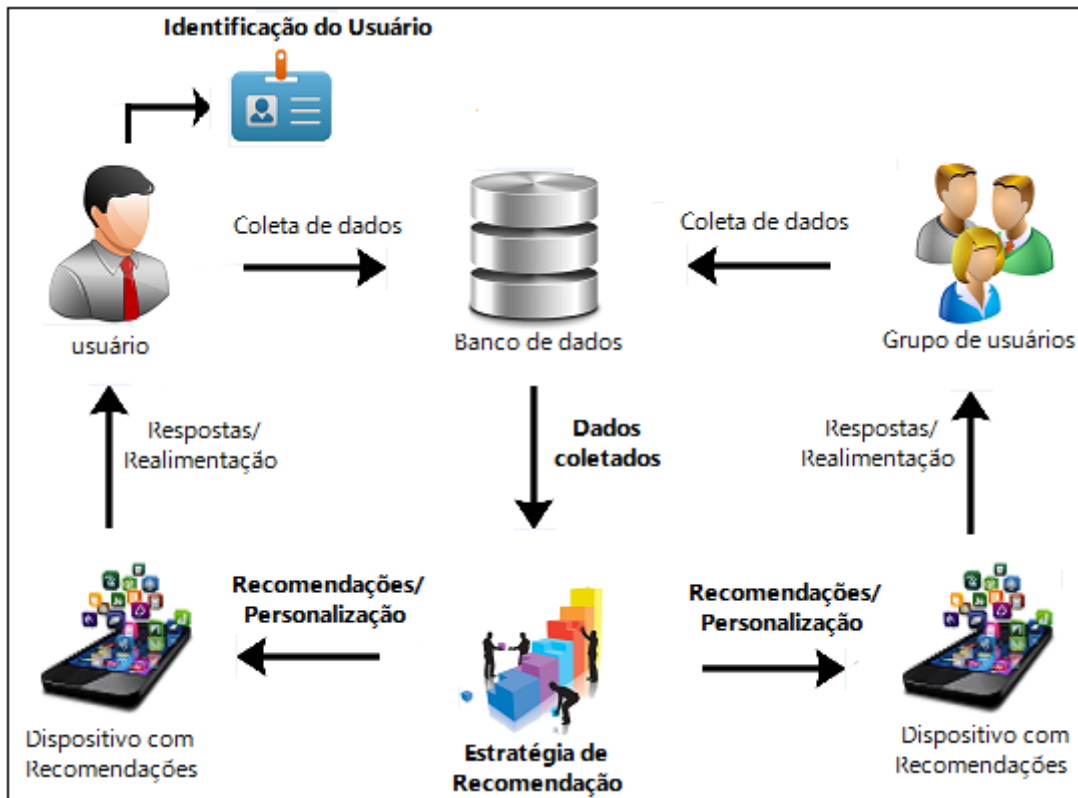 Identificação do Usuário
Coleta de dados
Coleta de dados
usuário
Banco de dados
Grupo de usuários
Respostas/
Realimentação
Dados
coletados
Respostas/
Realimentação
Recomendações/
Personalização
Recomendações/
Personalização
Dispositivo com
Recomendações
Estratégia de
Recomendação
Dispositivo com
Recomendações